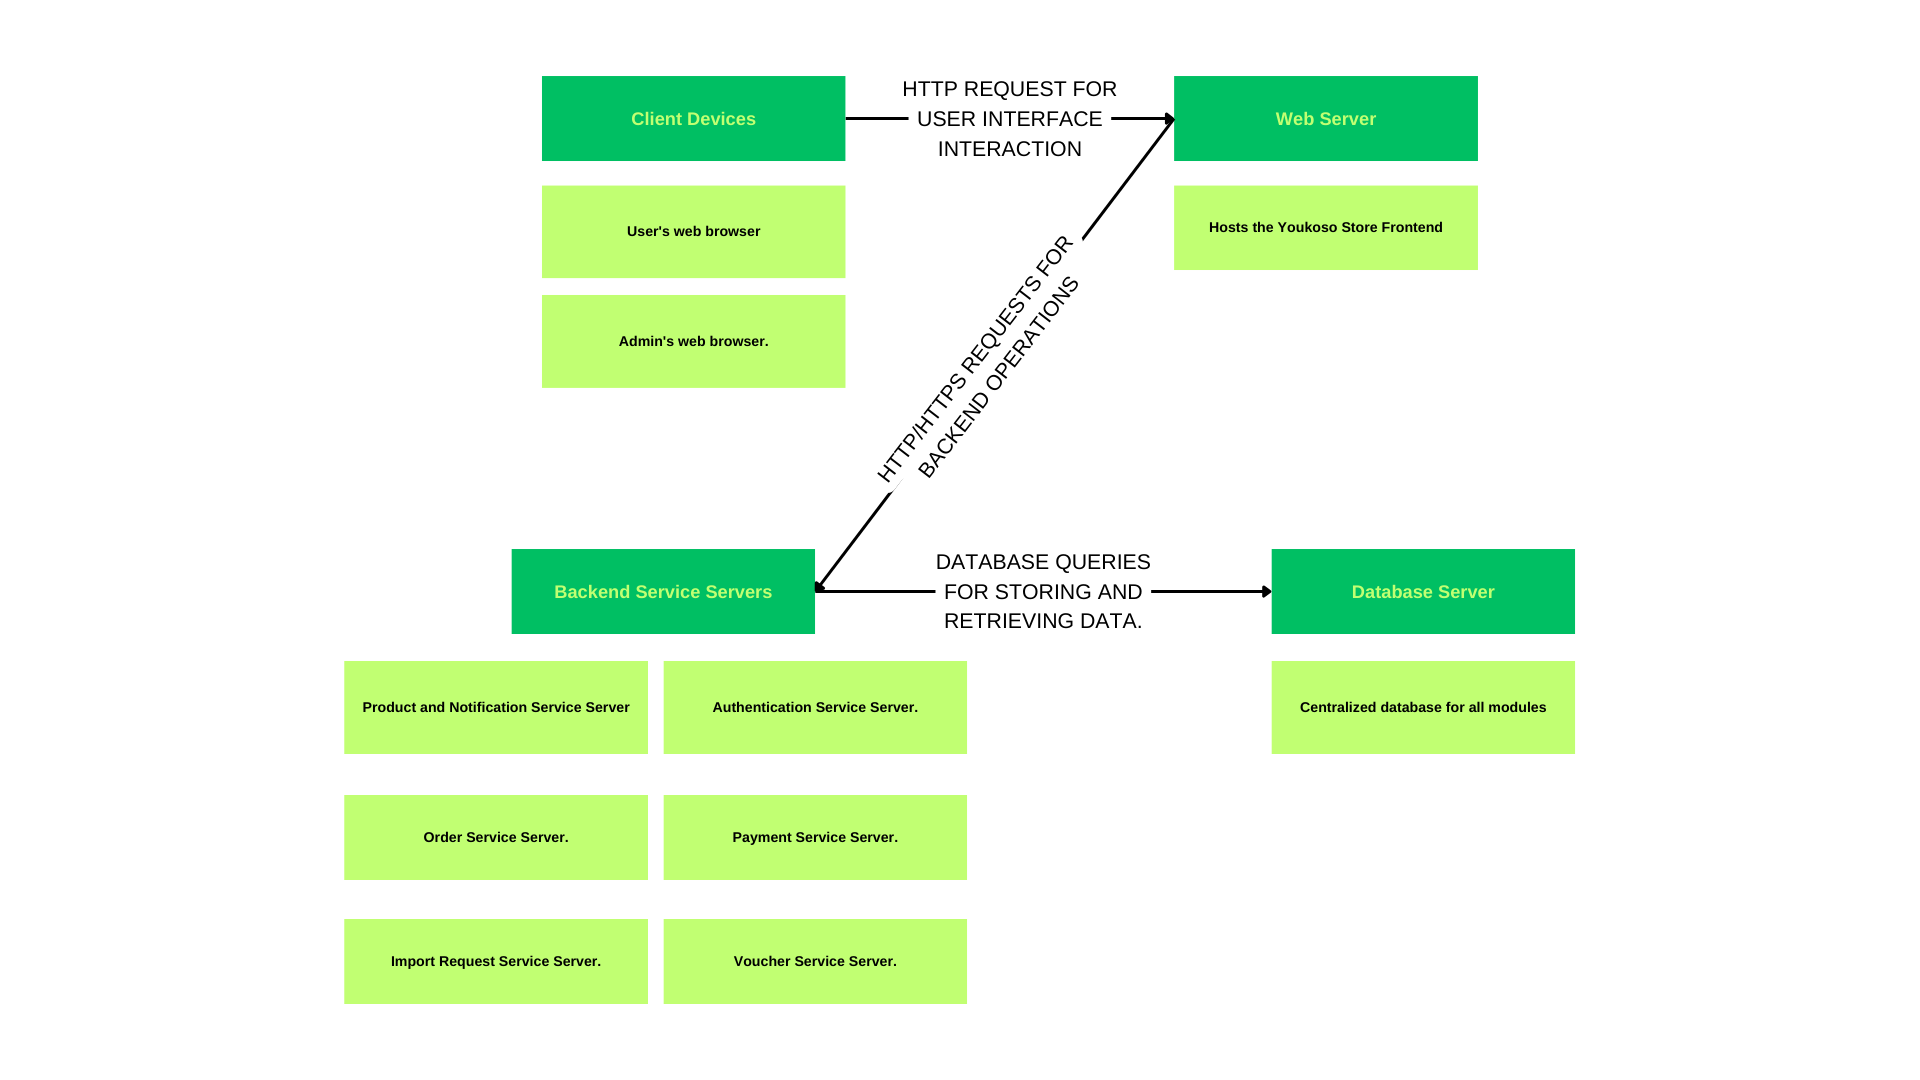 Client Devices
HTTP REQUEST FOR
USER INTERFACE
INTERACTION
Web Server
User's web browser
Hosts the Youkoso Store Frontend
Admin's web browser.
HTTP/HTTPS REQUESTS FOR
BACKEND OPERATIONS
Backend Service Servers
DATABASE QUERIES
FOR STORING AND
RETRIEVING DATA.
Database Server
Product and Notification Service Server
Authentication Service Server.
Centralized database for all modules
Order Service Server.
Payment Service Server.
Import Request Service Server.
Voucher Service Server.